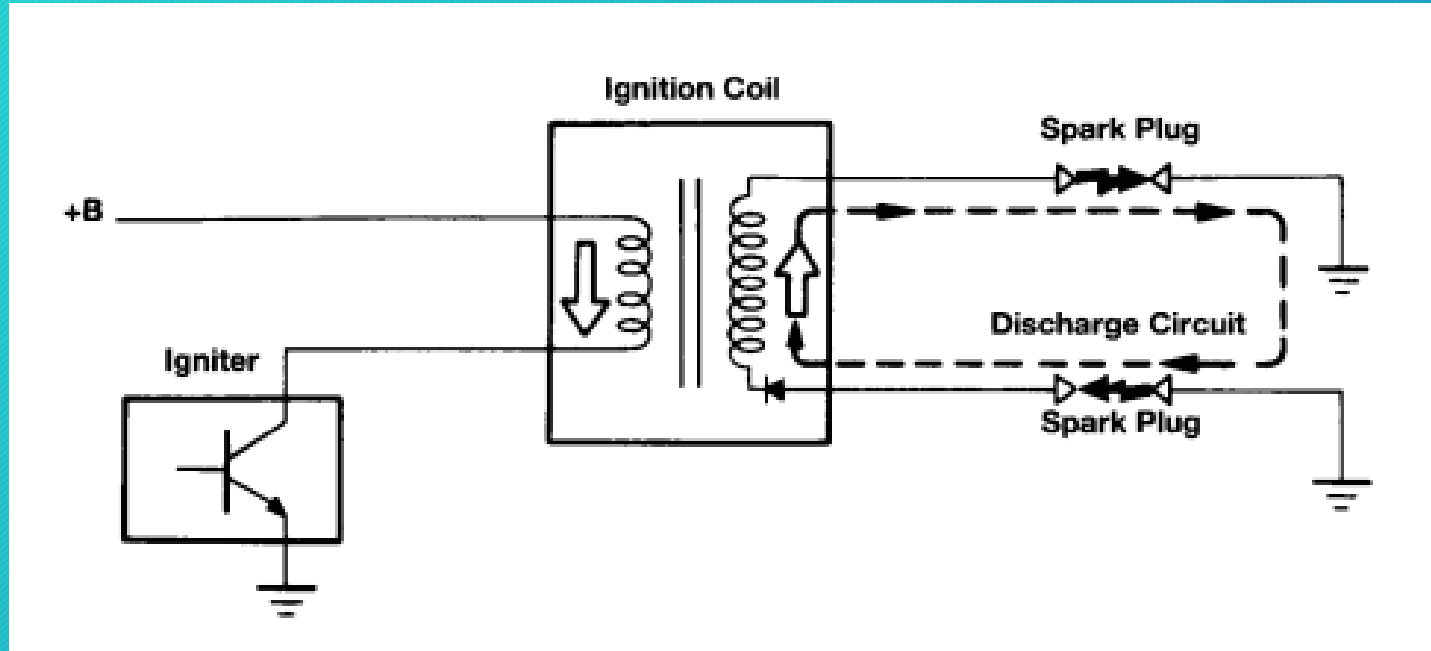 Ignition Coil
Spark Plug
+B
Discharge Circuit
Igniter
Spark Plug